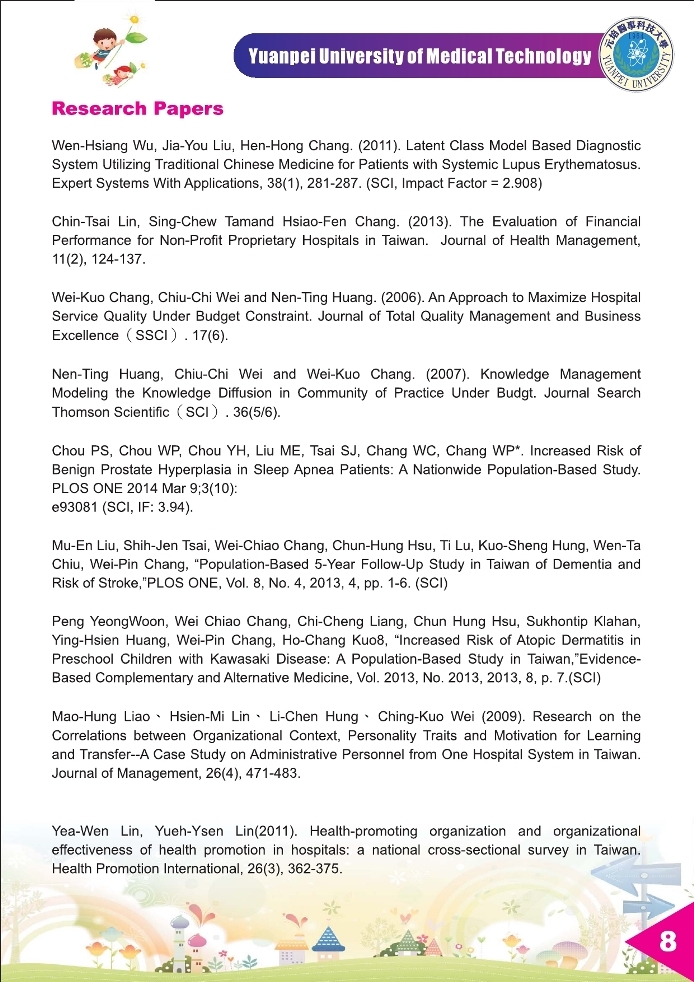 Yuanpei University of Medical Technology
元培醫事科技大學
1964
YUANPEI UNIVERSITY
Research Papers
Wen-Hsiang Wu, Jia-You Liu, Hen-Hong Chang. (2011). Latent Class Model Based Diagnostic
System Utilizing Traditional Chinese Medicine for Patients with Systemic Lupus Erythematosus.
Expert Systems With Applications, 38(1), 281-287. (SCI, Impact Factor = 2.908)
Chin-Tsai Lin, Sing-Chew Tamand Hsiao-Fen Chang. (2013). The Evaluation of Financial
Performance for Non-Profit Proprietary Hospitals in Taiwan. Journal of Health Management,
11(2), 124-137.
Wei-Kuo Chang, Chiu-Chi Wei and Nen-Ting Huang. (2006). An Approach to Maximize Hospital
Service Quality Under Budget Constraint. Journal of Total Quality Management and Business
Excellence（SSCI）. 17(6).
Nen-Ting Huang, Chiu-Chi Wei and Wei-Kuo Chang. (2007). Knowledge Management
Modeling the Knowledge Diffusion in Community of Practice Under Budgt. Journal Search
Thomson Scientific（SCI）. 36(5/6).
Chou PS, Chou WP, Chou YH, Liu ME, Tsai SJ, Chang WC, Chang WP*. Increased Risk of
Benign Prostate Hyperplasia in Sleep Apnea Patients: A Nationwide Population-Based Study.
PLOS ONE 2014 Mar 9;3(10):
e93081 (SCI, IF: 3.94).
Mu-En Liu, Shih-Jen Tsai, Wei-Chiao Chang, Chun-Hung Hsu, Ti Lu, Kuo-Sheng Hung, Wen-Ta
Chiu, Wei-Pin Chang, “Population-Based 5-Year Follow-Up Study in Taiwan of Dementia and
Risk of Stroke,”PLOS ONE, Vol. 8, No. 4, 2013, 4, pp. 1-6. (SCI)
Peng YeongWoon, Wei Chiao Chang, Chi-Cheng Liang, Chun Hung Hsu, Sukhontip Klahan,
Ying-Hsien Huang, Wei-Pin Chang, Ho-Chang Kuo8, “Increased Risk of Atopic Dermatitis in
Preschool Children with Kawasaki Disease: A Population-Based Study in Taiwan,”Evidence-
Based Complementary and Alternative Medicine, Vol. 2013, No. 2013, 2013, 8, p. 7.(SCI)
Mao-Hung Liao、Hsien-Mi Lin、Li-Chen Hung、Ching-Kuo Wei (2009). Research on the
Correlations between Organizational Context, Personality Traits and Motivation for Learning
and Transfer--A Case Study on Administrative Personnel from One Hospital System in Taiwan.
Journal of Management, 26(4), 471-483.
Yea-Wen Lin, Yueh-Ysen Lin(2011). Health-promoting organization and organizational
effectiveness of health promotion in hospitals: a national cross-sectional survey in Taiwan.
Health Promotion International, 26(3), 362-375.
8